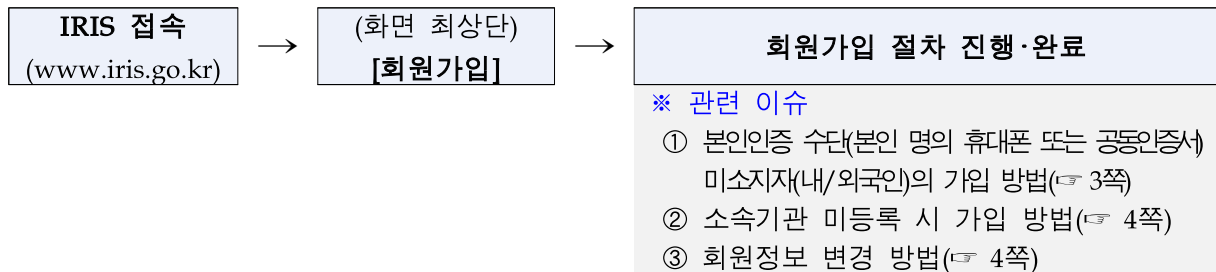 IRIS 접속
(www.iris.go.kr)
→
(화면 최상단)
[회원가입]
→
회원가입 절차 진행·완료
※ 관련 이슈
① 본인인증 수단(본인 명의 휴대폰 또는 공동인증서)
미소지자(내/외국인)의 가입 방법(☞ 3쪽)
② 소속기관 미등록 시 가입 방법(☞ 4쪽)
③ 회원정보 변경 방법(☞ 4쪽)